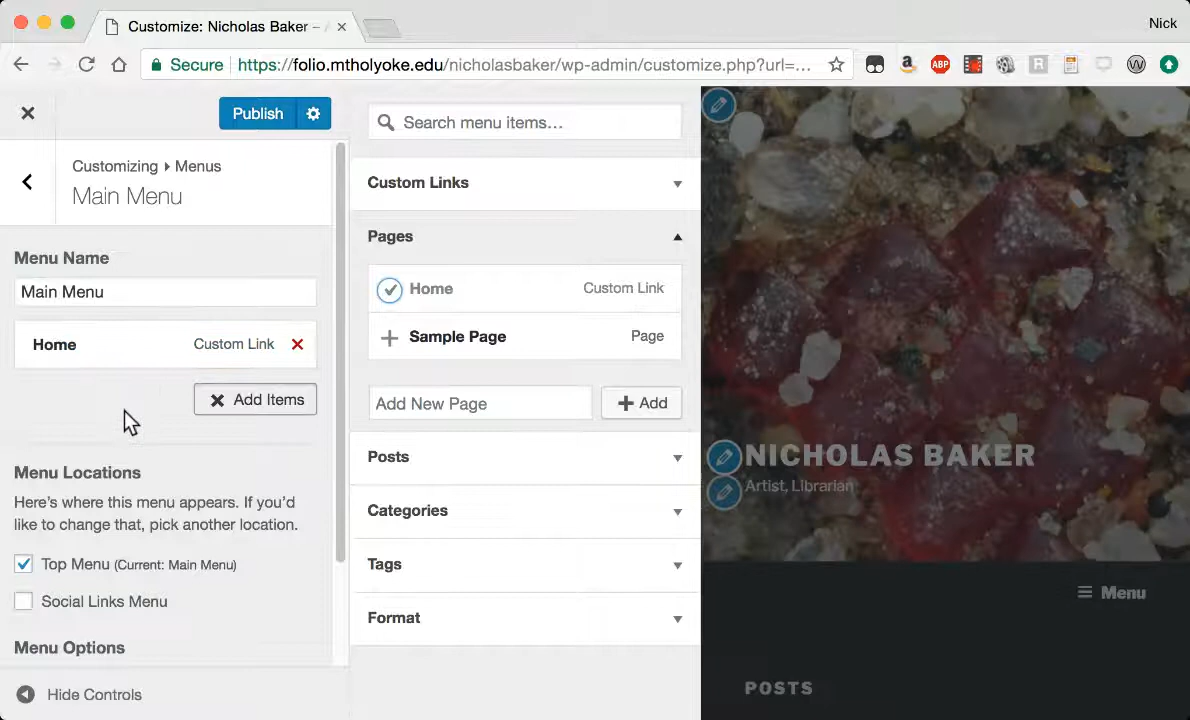 Customize: Nicholas Baker –
Nick
Secure https://folio.mtholyoke.edu/nicholasbaker/wp-admin/customize.php?url=...
ABP
R
Publish
Customizing ▸ Menus
Main Menu
Menu Name
Main Menu
Home Custom Link
Add Items
Menu Locations
Here's where this menu appears. If you'd
like to change that, pick another location.
Top Menu (Current: Main Menu)
Social Links Menu
Menu Options
Hide Controls
Search menu items…
Custom Links
Pages
Home Custom Link
Sample Page Page
Add New Page Add
Posts
Categories
Tags
Format
NICHOLAS BAKER
Artist, Librarian
Menu
POSTS